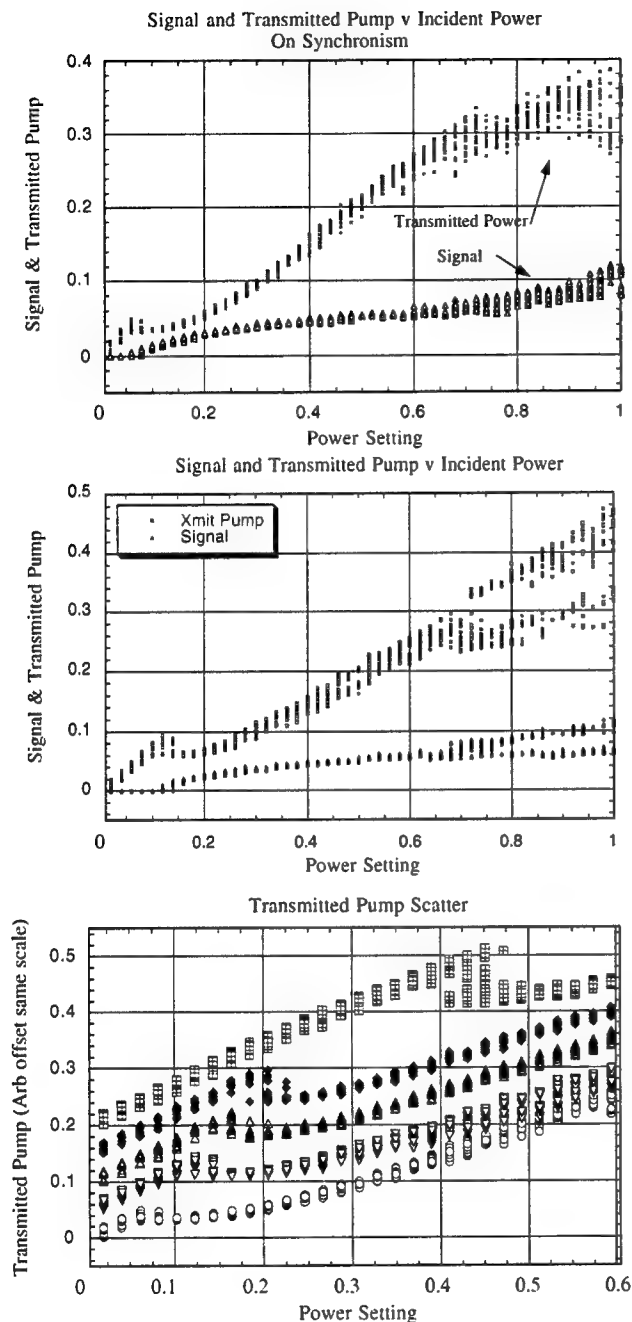 Signal and Transmitted Pump v Incident Power
On Synchronism
0.4
0.3
0.2
0.1
0
Signal & Transmitted Pump
Transmitted Power
Signal
0 0.2 0.4 0.6 0.8 1
Power Setting
Signal and Transmitted Pump v Incident Power
0.5
0.4
0.3
0.2
0.1
0
Signal & Transmitted Pump
Xmit Pump
Signal
0 0.2 0.4 0.6 0.8 1
Power Setting
Transmitted Pump Scatter
0.5
0.4
0.3
0.2
0.1
0
Transmitted Pump (Arb offset same scale)
0 0.1 0.2 0.3 0.4 0.5 0.6
Power Setting